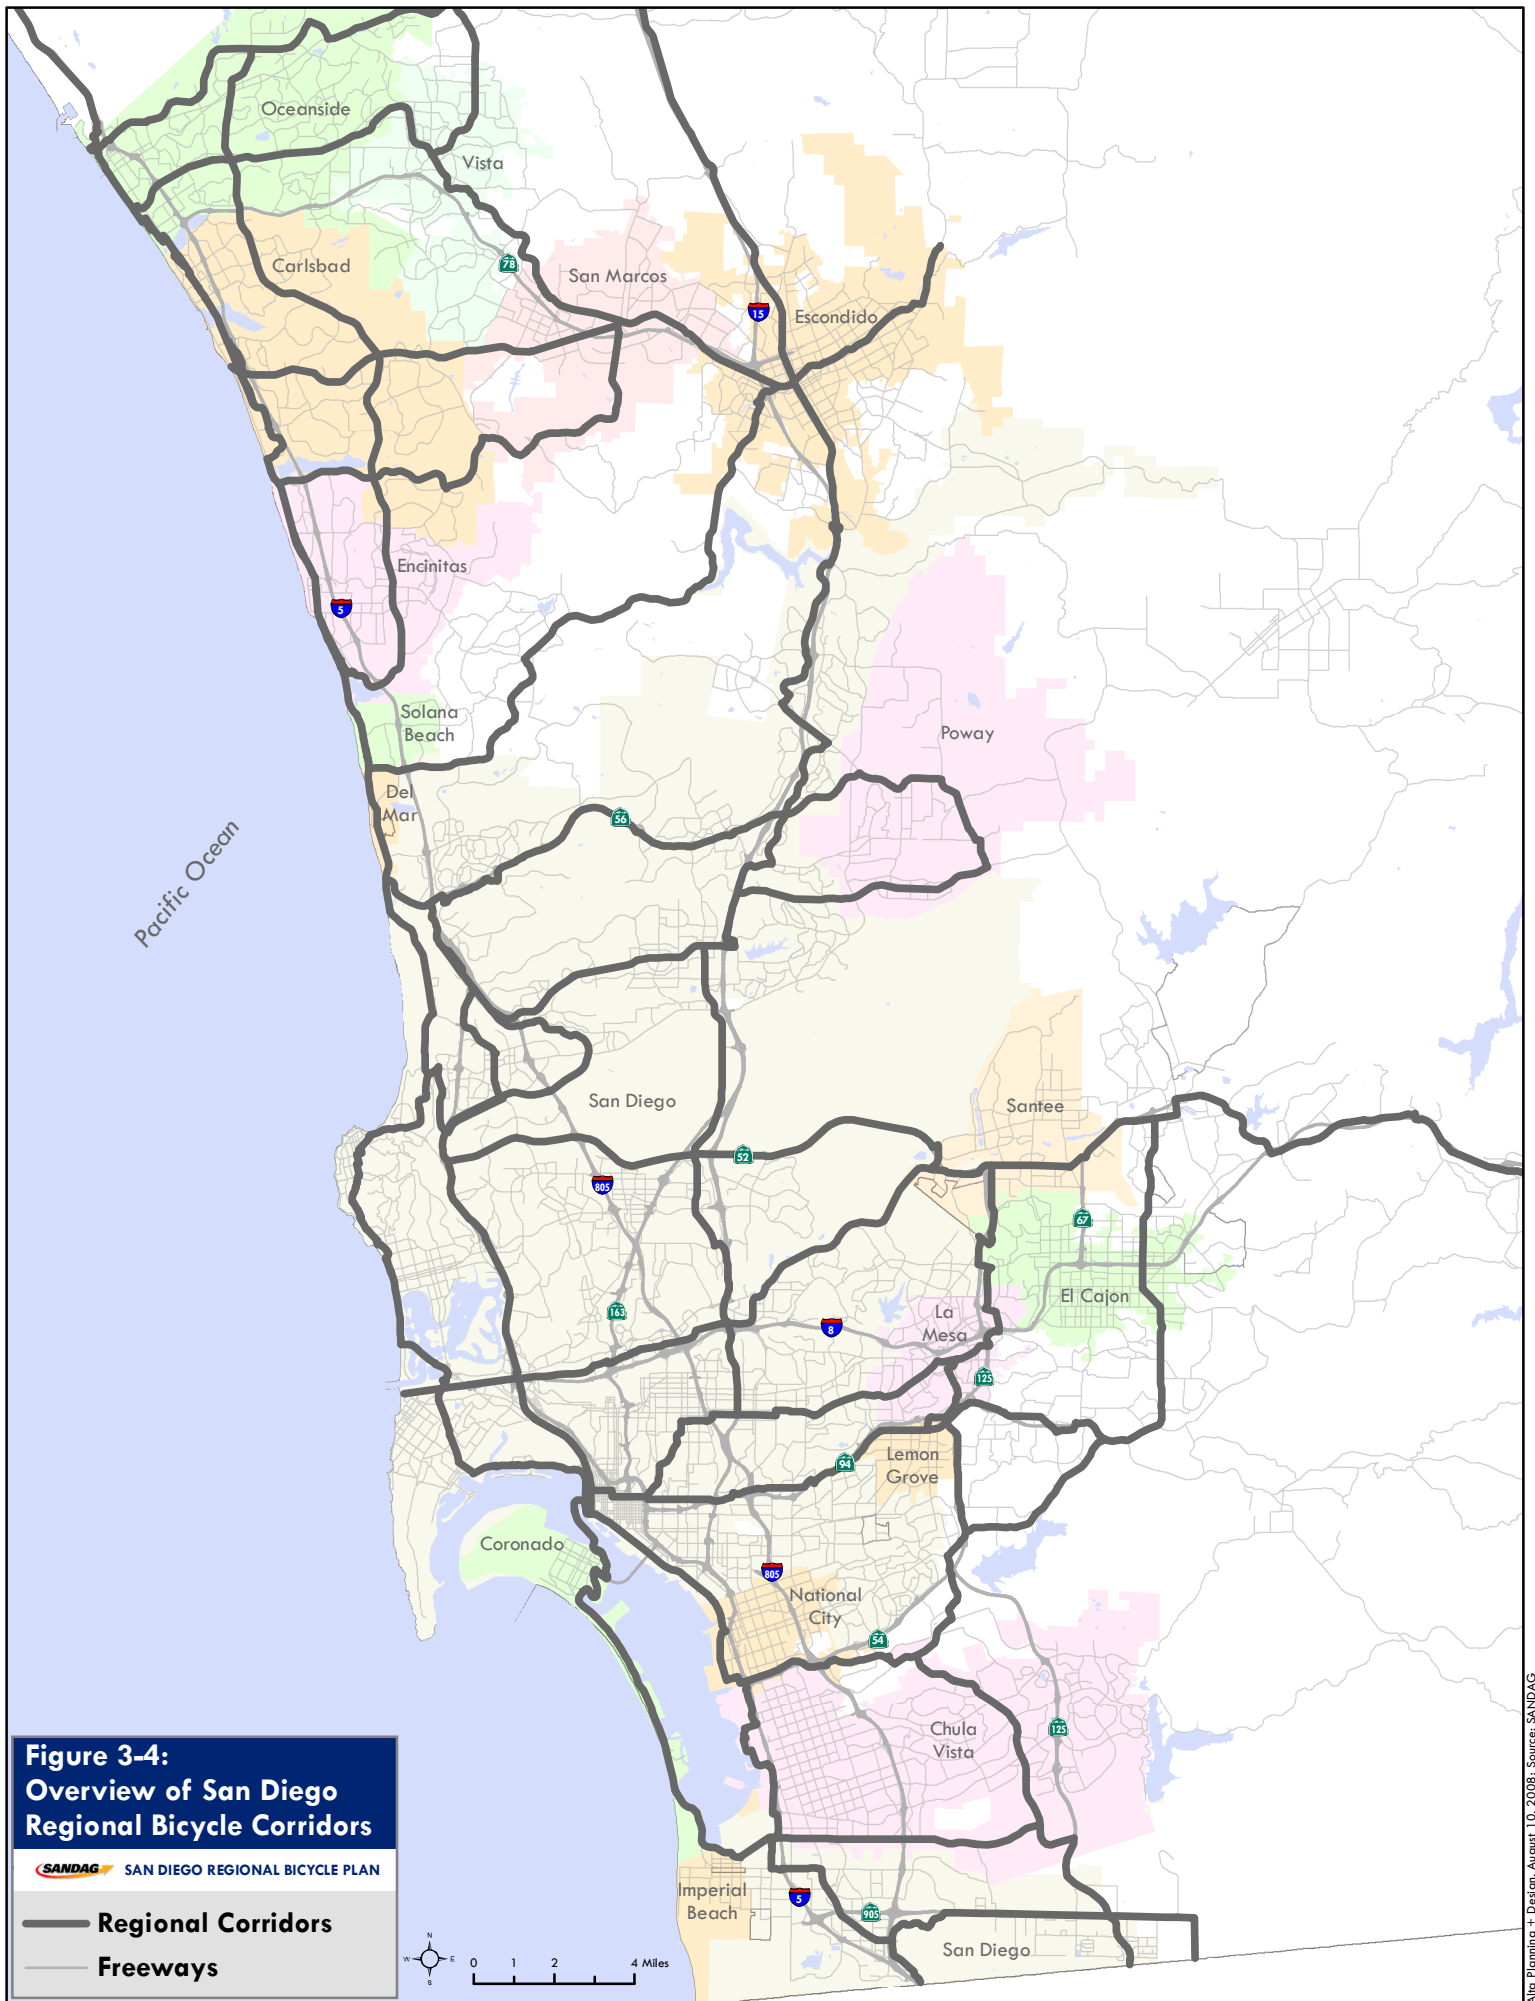 Oceanside
Vista
Carlsbad
78
San Marcos
15
Escondido
Encinitas
5
Solana
Beach
Poway
Del
Mar
56
Pacific Ocean
Santee
San Diego
52
805
67
163
La
Mesa
El Cajon
8
125
Lemon
Grove
94
Coronado
805
National
City
54
Chula
Vista
125
Imperial
Beach
5
905
San Diego
Figure 3-4:
Overview of San Diego
Regional Bicycle Corridors
SANDAG SAN DIEGO REGIONAL BICYCLE PLAN
Regional Corridors
Freeways
N
W E
S
0 1 2 4 Miles
Alta Planning + Design, August 10, 2008; Source: SANDAG